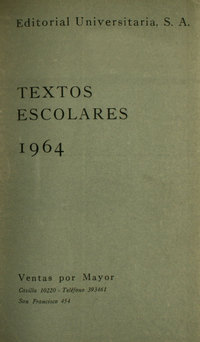 Editorial Universitaria, S. A.
TEXTOS
ESCOLARES
1964
Ventas por Mayor
Casilla 10220 - Teléfono 393461
San Francisco 454